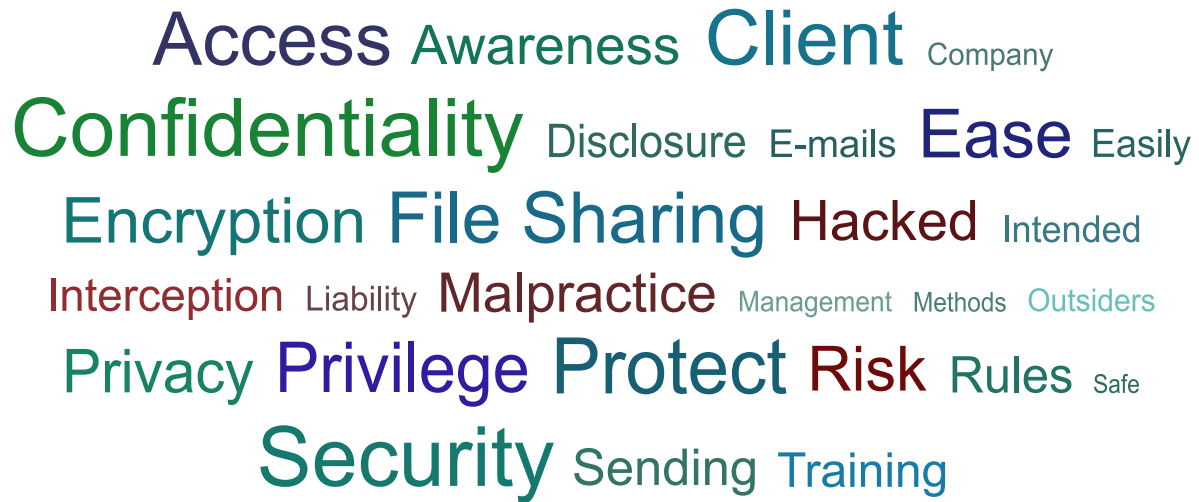 Access Awareness Client Company
Confidentiality Disclosure E-mails Ease Easily
Encryption File Sharing Hacked Intended
Interception Liability Malpractice Management Methods Outsiders
Privacy Privilege Protect Risk Rules Safe
Security Sending Training